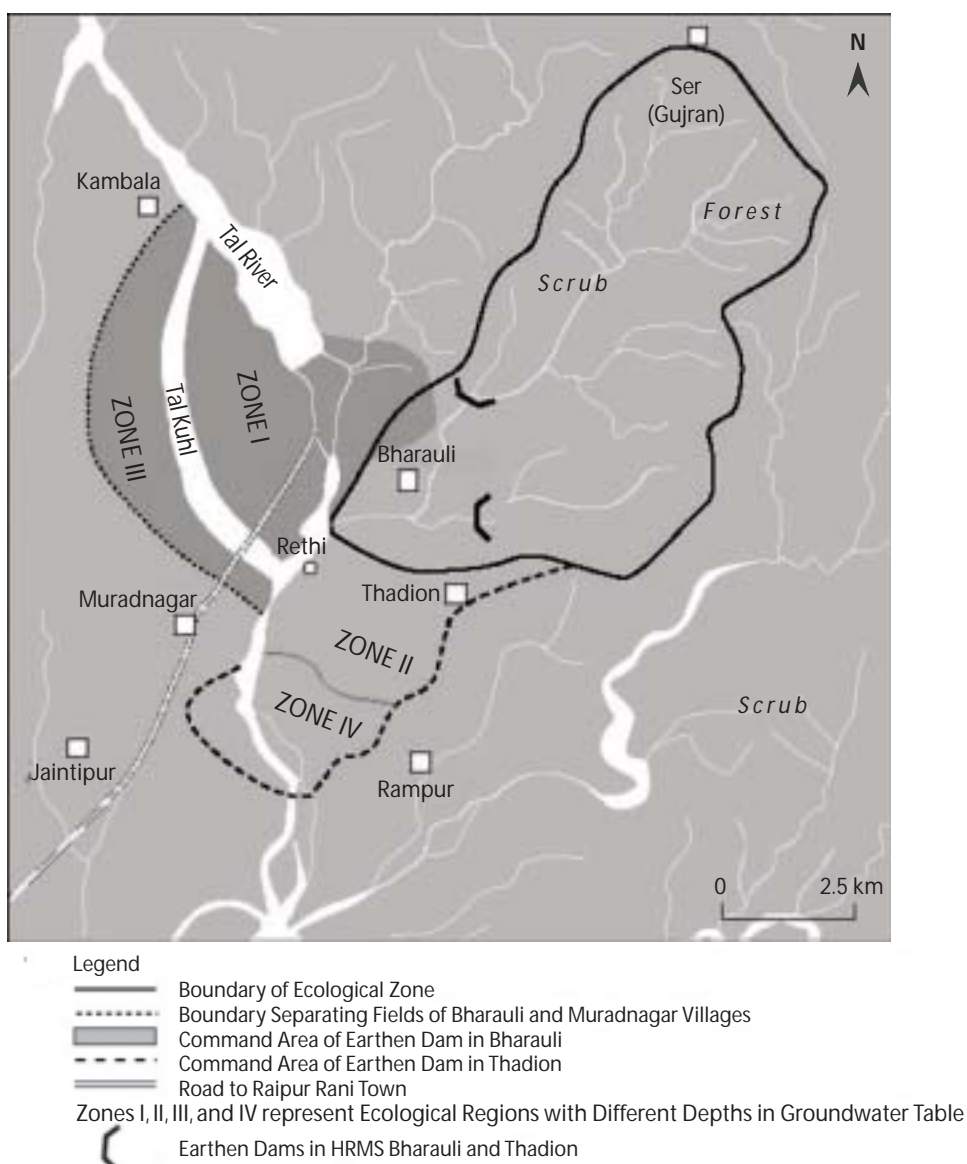 N
Ser
(Gujran)
Kambala
Forest
Tal River
Scrub
ZONE I
Tal Kuhl
ZONE III
Bharauli
Rethi
Thadion
Muradnagar
ZONE II
ZONE IV
Scrub
Jaintipur
Rampur
0 2.5 km
Legend
Boundary of Ecological Zone
Boundary Separating Fields of Bharauli and Muradnagar Villages
Command Area of Earthen Dam in Bharauli
Command Area of Earthen Dam in Thadion
Road to Raipur Rani Town
Zones I, II, III, and IV represent Ecological Regions with Different Depths in Groundwater Table
Earthen Dams in HRMS Bharauli and Thadion